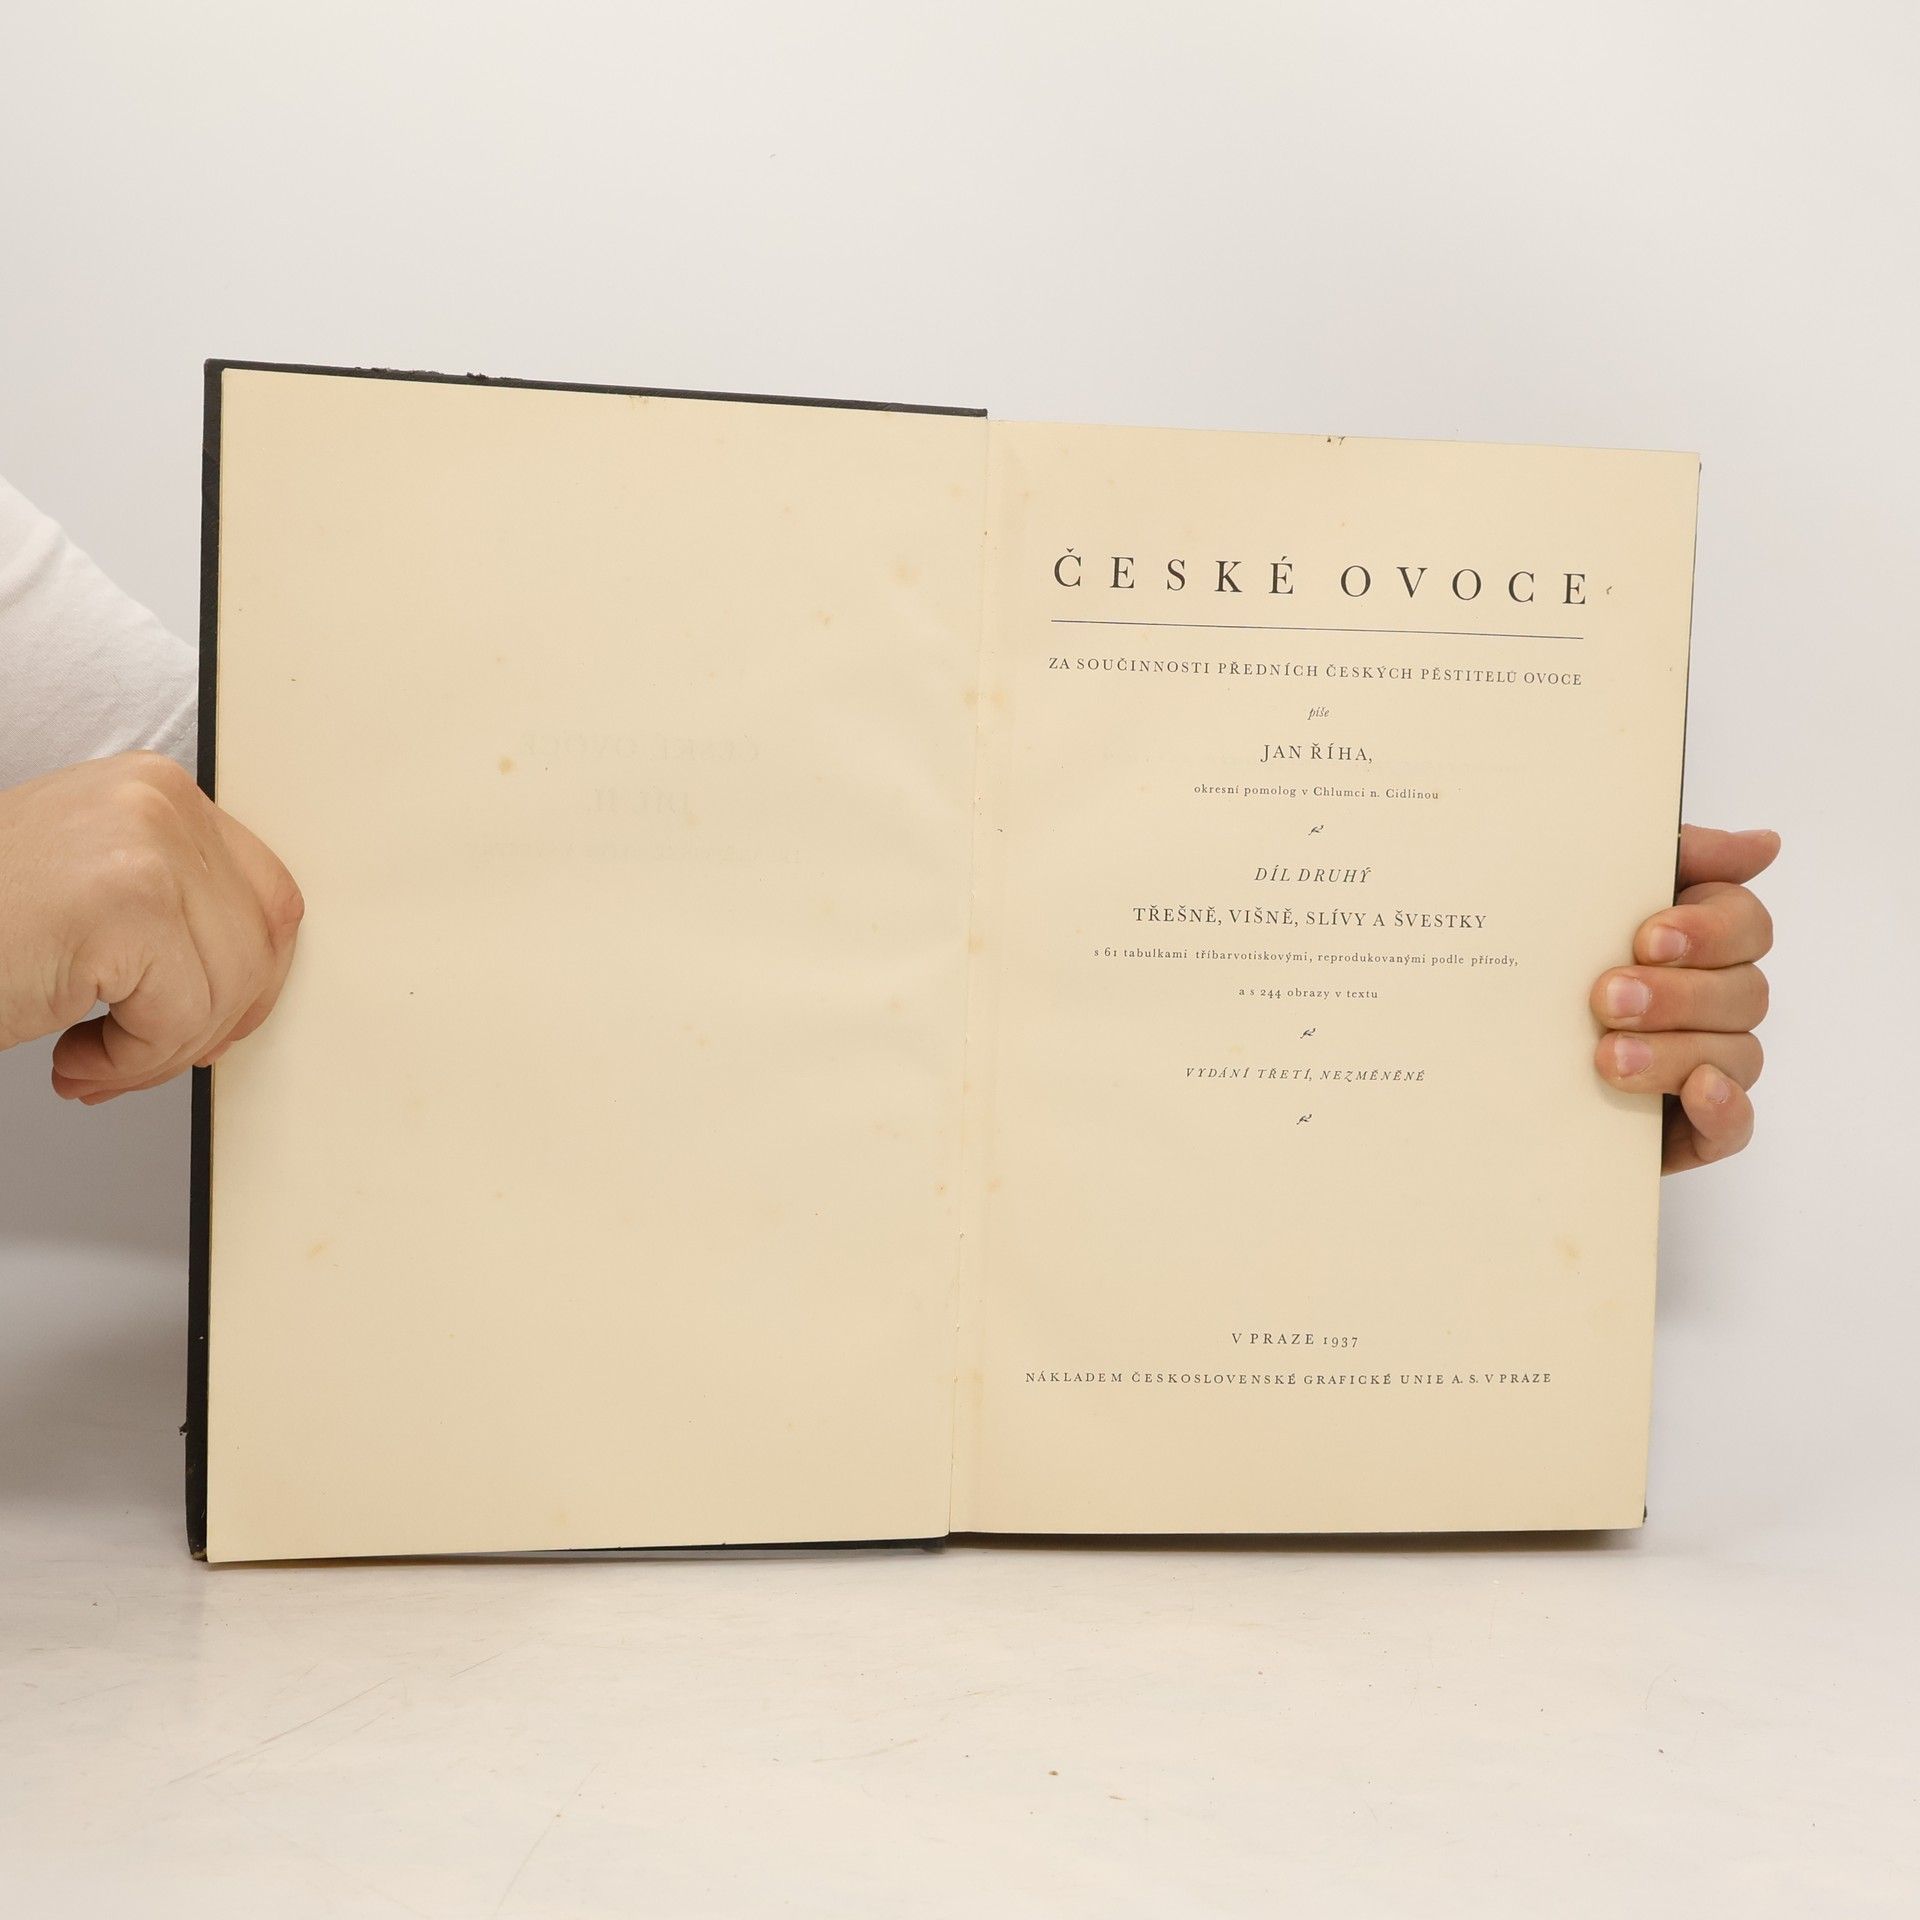 ČESKÉ OVOCE
ZA SOUČINNOSTI PŘEDNÍCH ČESKÝCH PĚSTITELŮ OVOCE
píše
JAN ŘÍHA,
okresní pomolog v Chlumci n. Cidlinou
DÍL DRUHÝ
TŘEŠNĚ, VIŠNĚ, SLÍVY A ŠVESTKY
s 61 tabulkami tříbarvotiskovými, reprodukovanými podle přírody,
a s 244 obrazy v textu
VYDÁNÍ TŘETÍ, NEZMĚNĚNÉ
V PRAZE 1937
NÁKLADEM ČESKOSLOVENSKÉ GRAFICKÉ UNIE A. S. V PRAZE